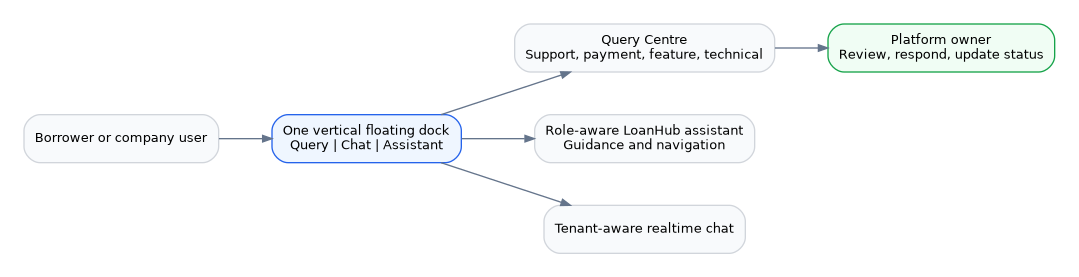 Query Centre
Support, payment, feature, technical
Platform owner
Review, respond, update status
Borrower or company user
One vertical floating dock
Query | Chat | Assistant
Role-aware LoanHub assistant
Guidance and navigation
Tenant-aware realtime chat